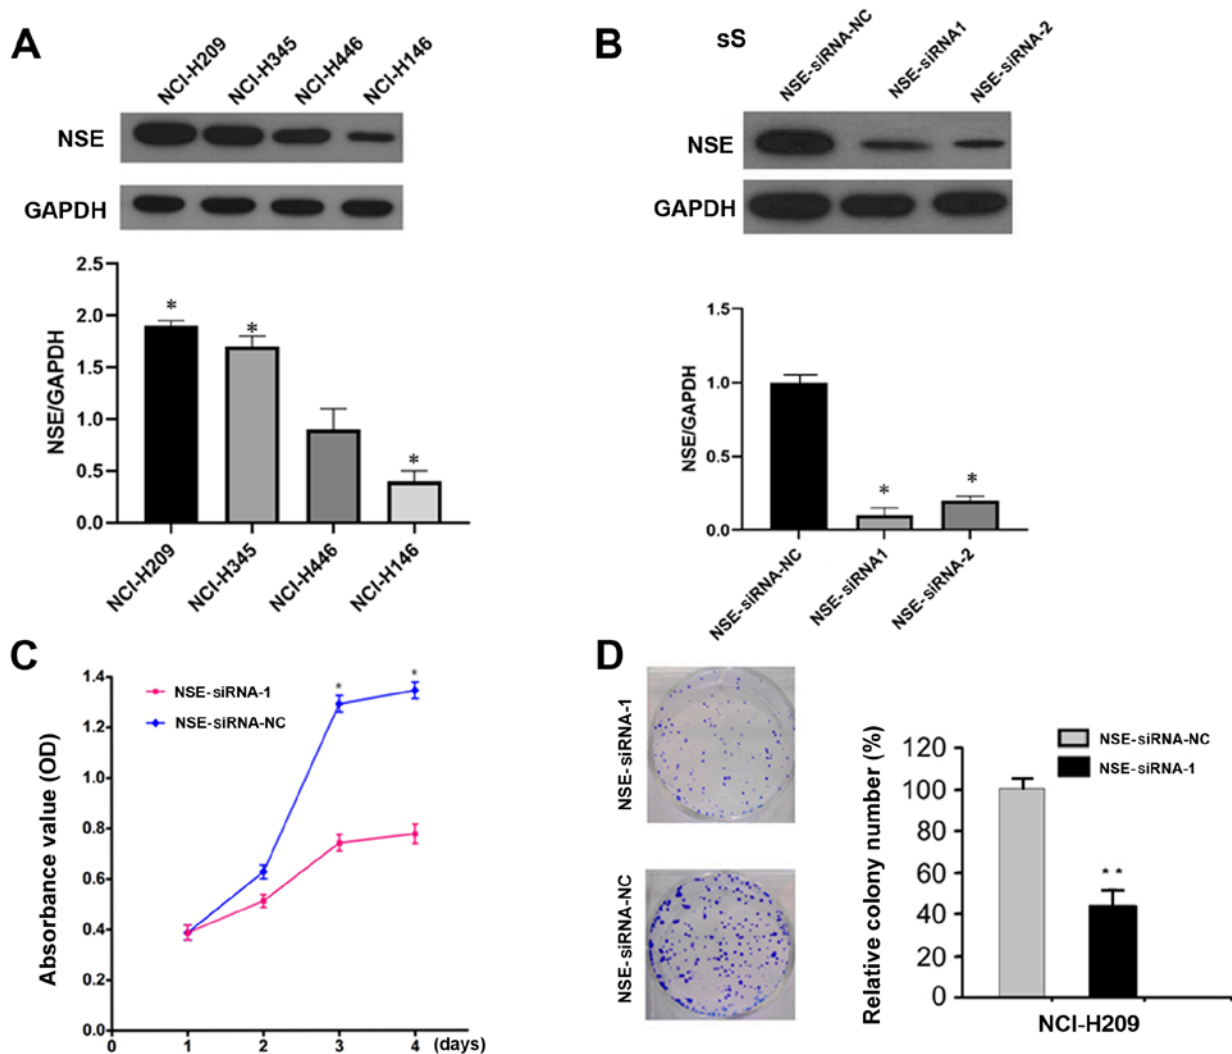 A
NCI-H209
NCI-H345
NCI-H446
NCI-H146
NSE
GAPDH
2.5
2.0
1.5
1.0
0.5
0.0
NSE/GAPDH
*
*
*
NCI-H209
NCI-H345
NCI-H446
NCI-H146
B
sS
NSE-siRNA-NC
NSE-siRNA1
NSE-siRNA-2
NSE
GAPDH
1.5
1.0
0.5
0.0
NSE/GAPDH
*
*
NSE-siRNA-NC
NSE-siRNA1
NSE-siRNA-2
C
1.4
1.2
1.0
0.8
0.6
0.4
0.2
0.0
Absorbance value (OD)
NSE-siRNA-1
NSE-siRNA-NC
*
*
0 1 2 3 4 (days)
D
NSE-siRNA-1
NSE-siRNA-NC
Relative colony number (%)
120
100
80
60
40
20
0
NSE-siRNA-NC
NSE-siRNA-1
**
NCI-H209